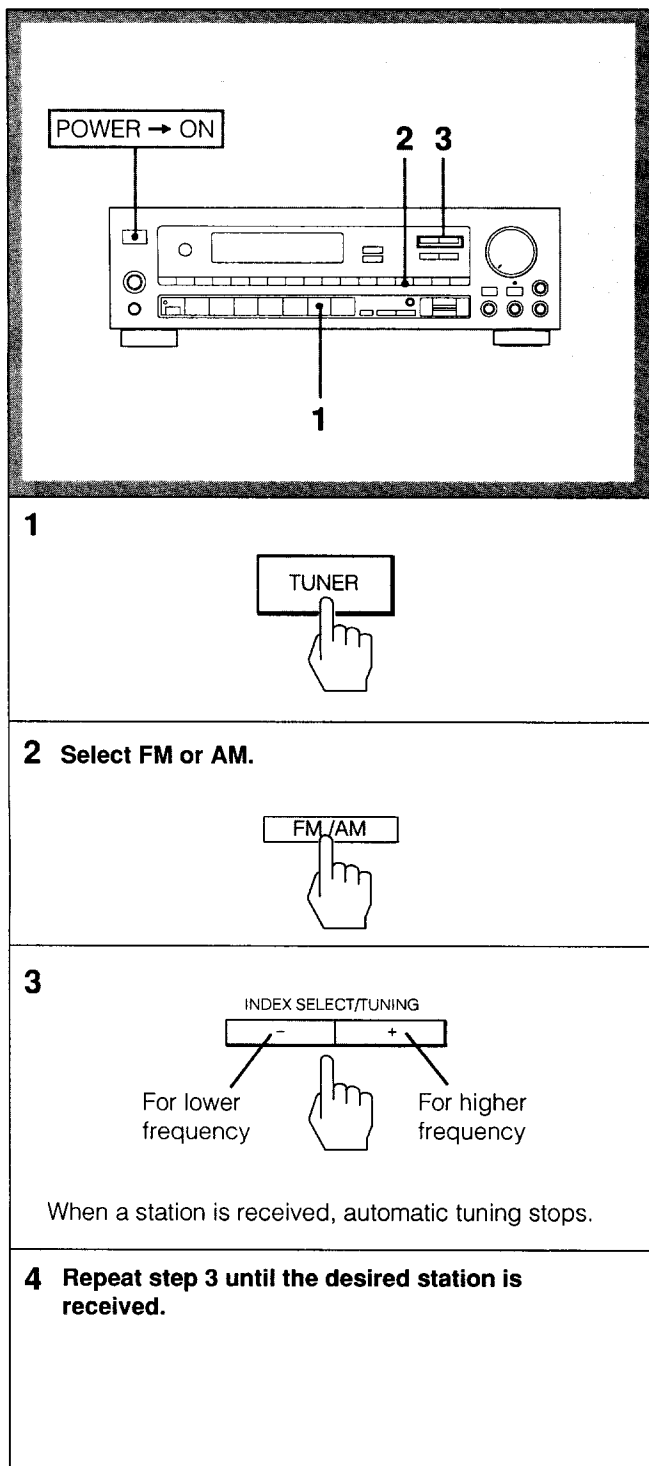 POWER → ON
2 3
1
1
TUNER
2 Select FM or AM.
FM/AM
3
INDEX SELECT/TUNING
− +
For lower For higher
frequency frequency
When a station is received, automatic tuning stops.
4 Repeat step 3 until the desired station is
received.